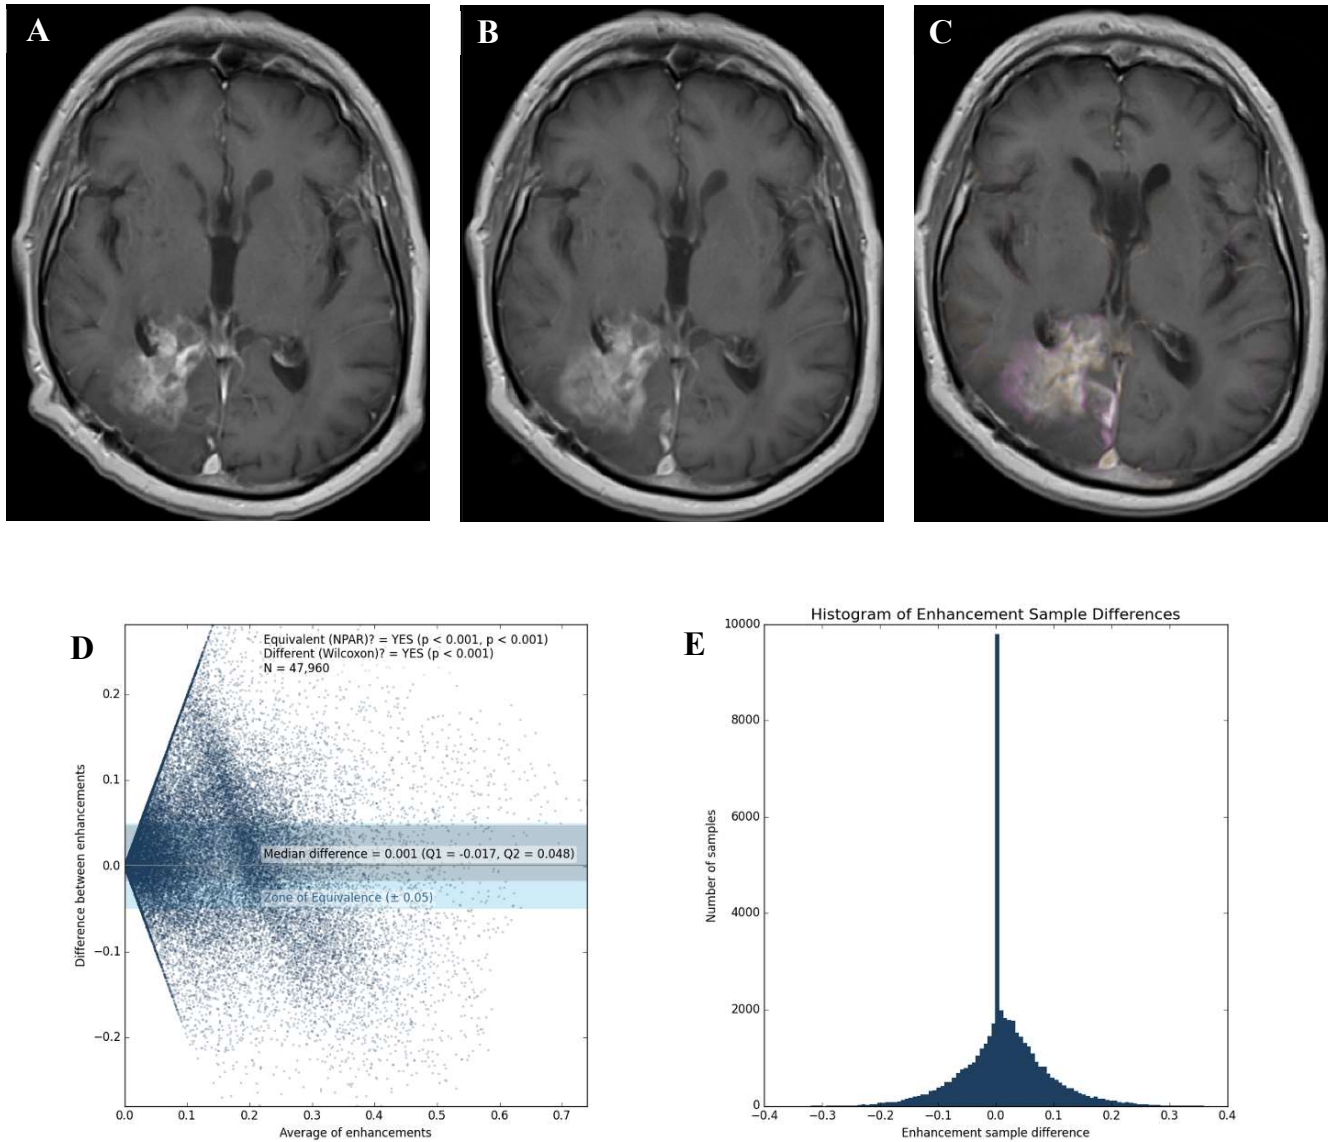 A
B
C
D
Equivalent (NPAR)? = YES (p < 0.001, p < 0.001)
Different (Wilcoxon)? = YES (p < 0.001)
N = 47,960
Median difference = 0.001 (Q1 = -0.017, Q2 = 0.048)
Zone of Equivalence (± 0.05)
Difference between enhancements
0.2
0.1
0.0
−0.1
−0.2
0.0 0.1 0.2 0.3 0.4 0.5 0.6 0.7
Average of enhancements
E
Histogram of Enhancement Sample Differences
Number of samples
10000
8000
6000
4000
2000
0
−0.4 −0.3 −0.2 −0.1 0.0 0.1 0.2 0.3 0.4
Enhancement sample difference